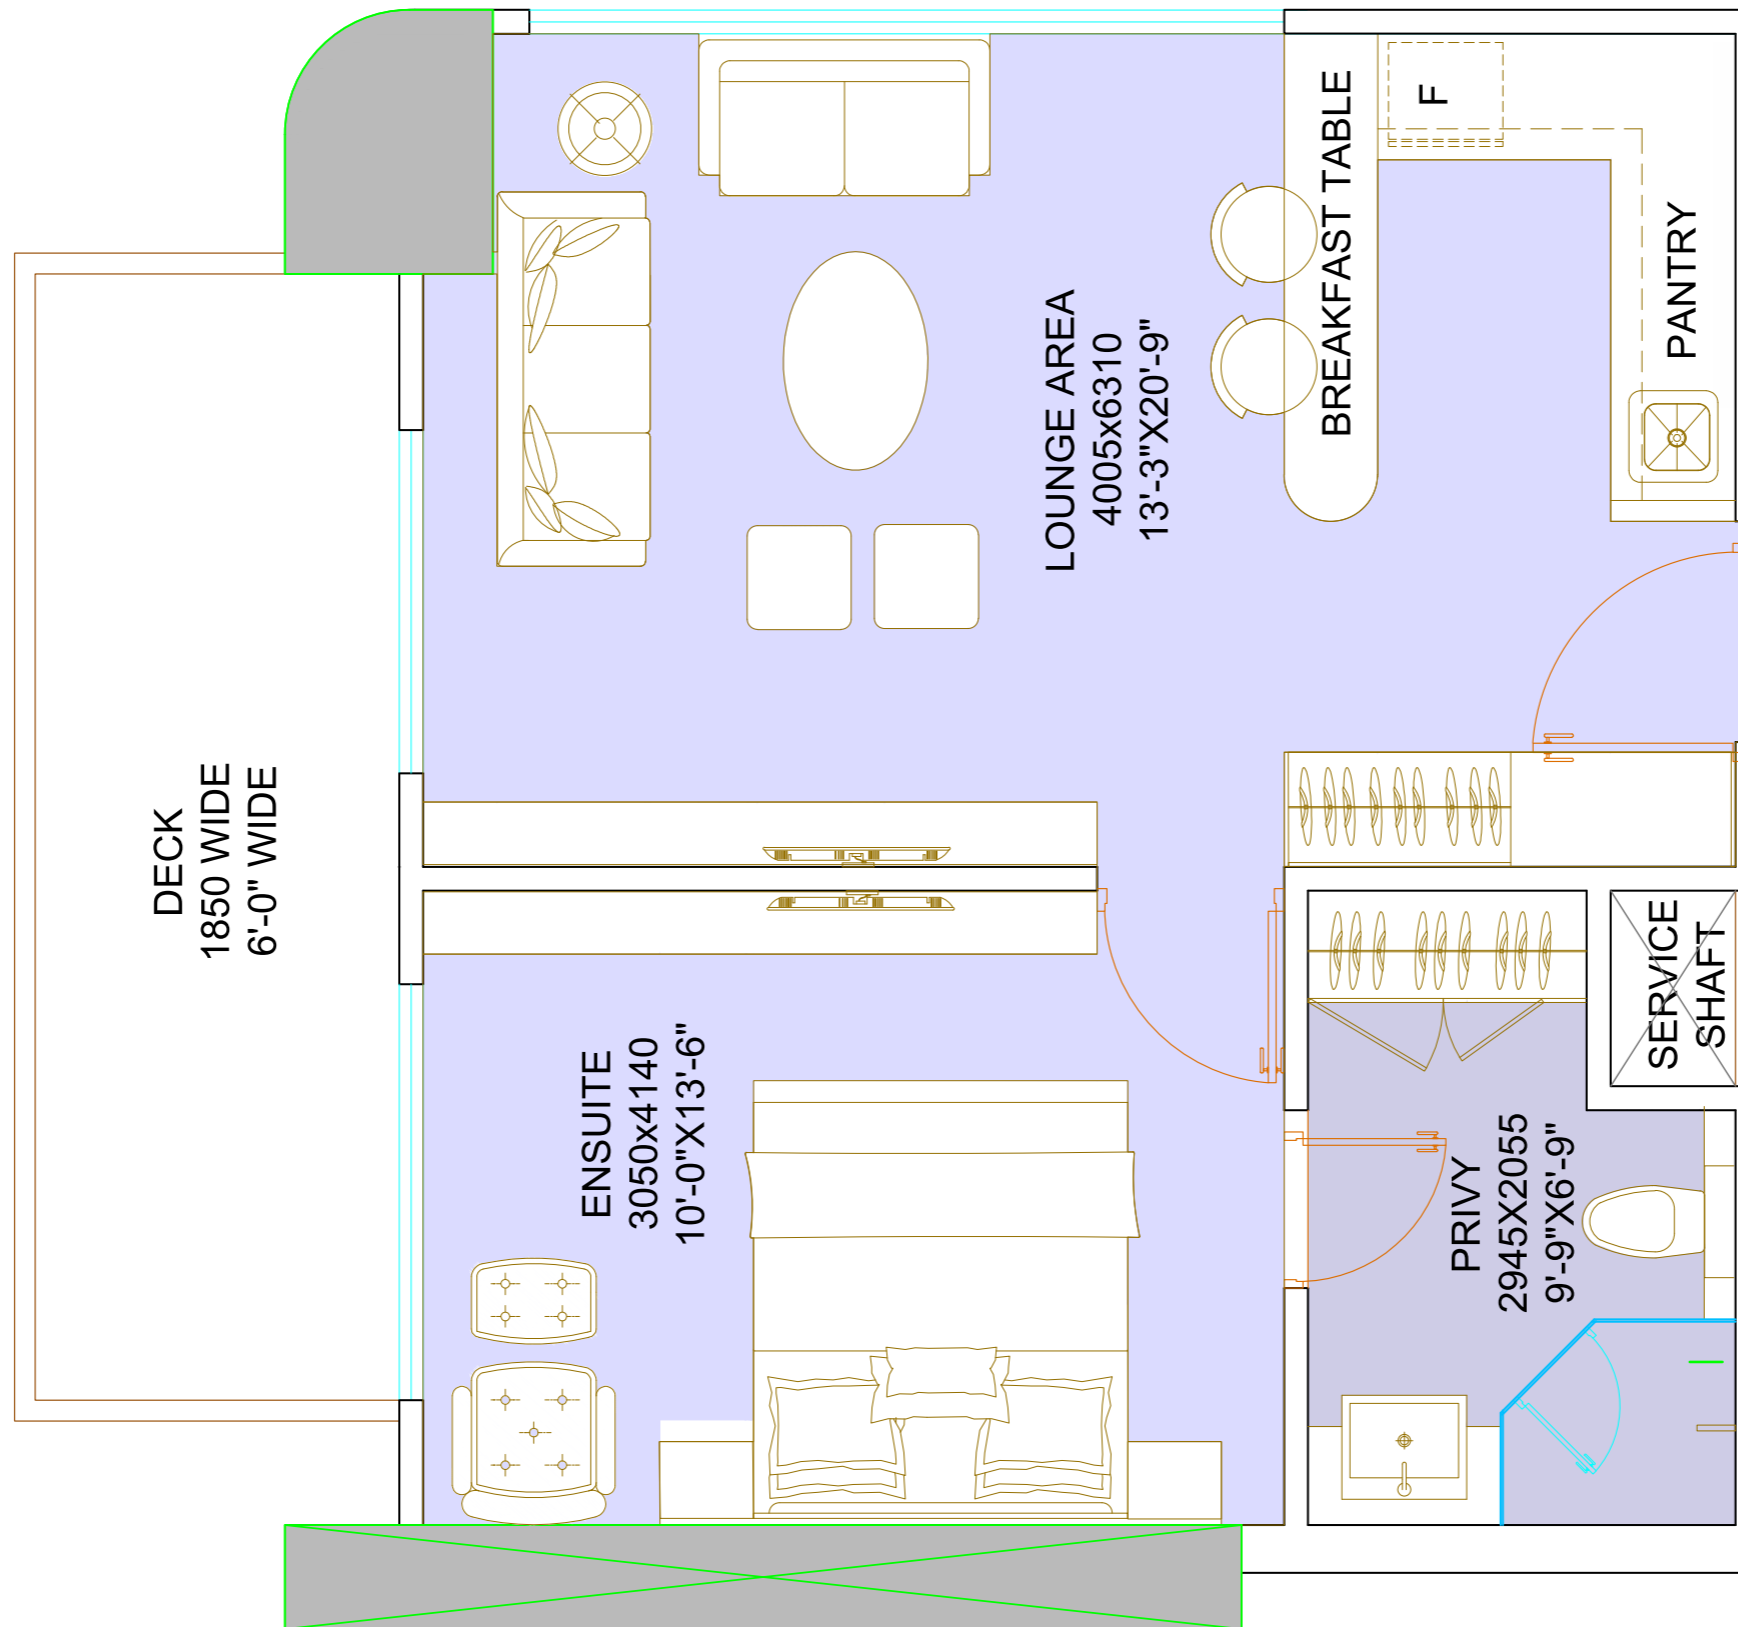 F
BREAKFAST TABLE
PANTRY
LOUNGE AREA
4005x6310
13'-3"X20'-9"
DECK
1850 WIDE
6'-0" WIDE
SERVICE
SHAFT
ENSUITE
3050x4140
10'-0"X13'-6"
PRIVY
2945X2055
9'-9"X6'-9"